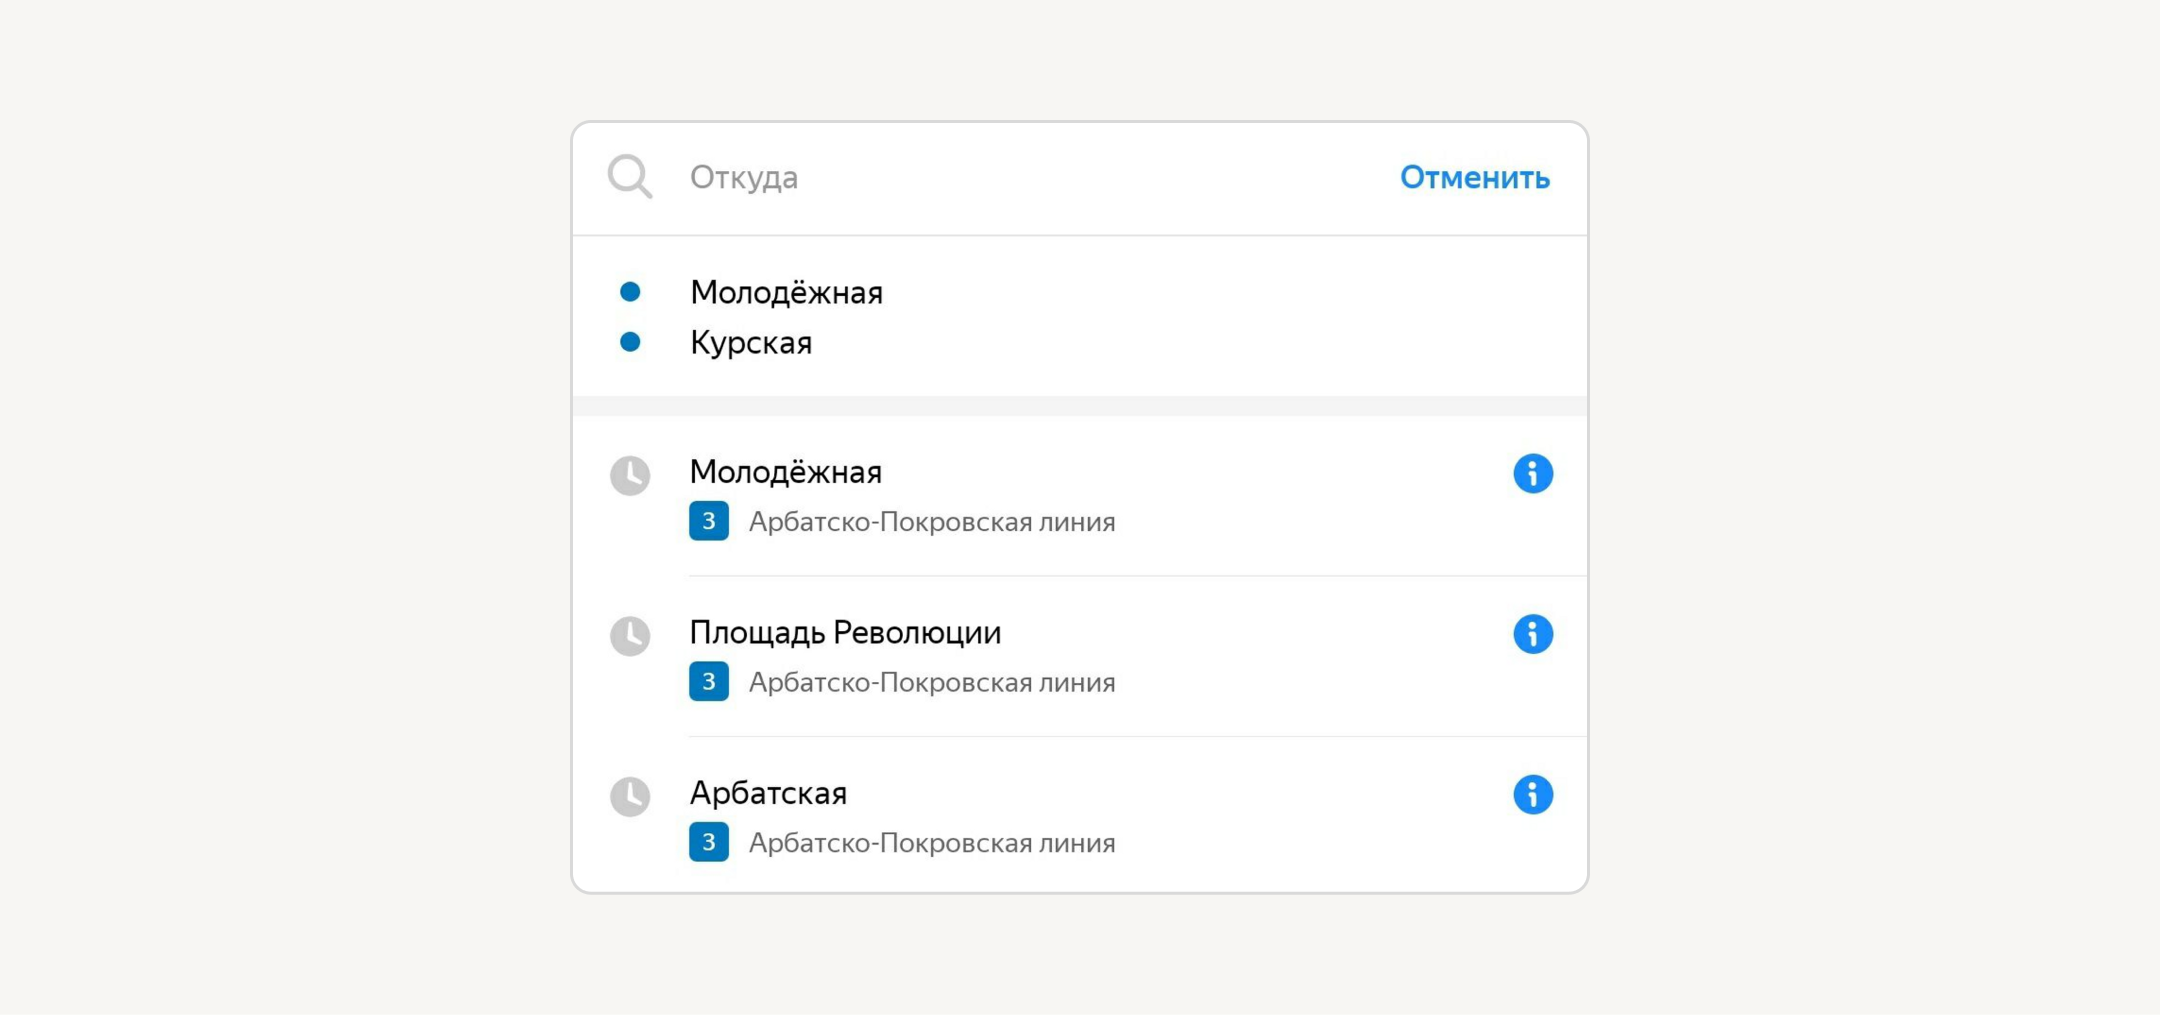 Откуда Отменить
Молодёжная
Курская
Молодёжная
3 Арбатско-Покровская линия
Площадь Революции
3 Арбатско-Покровская линия
Арбатская
3 Арбатско-Покровская линия